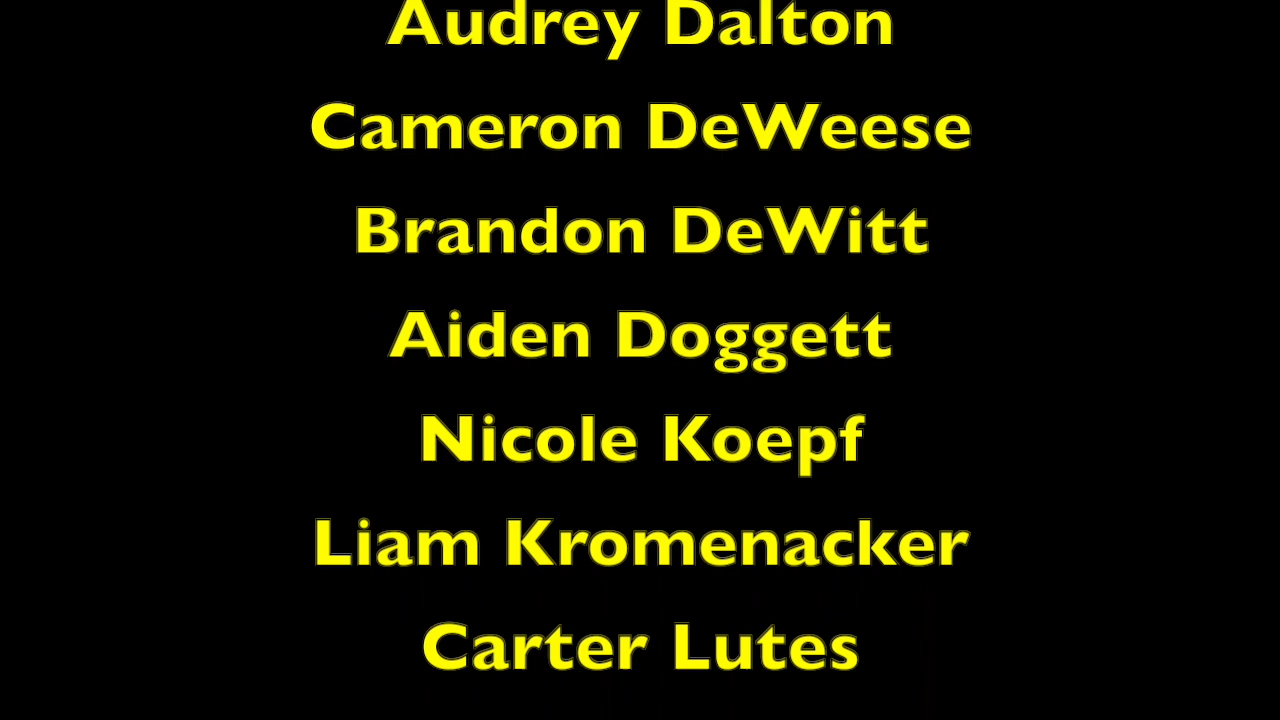 Audrey Dalton
Cameron DeWeese
Brandon DeWitt
Aiden Doggett
Nicole Koepf
Liam Kromenacker
Carter Lutes